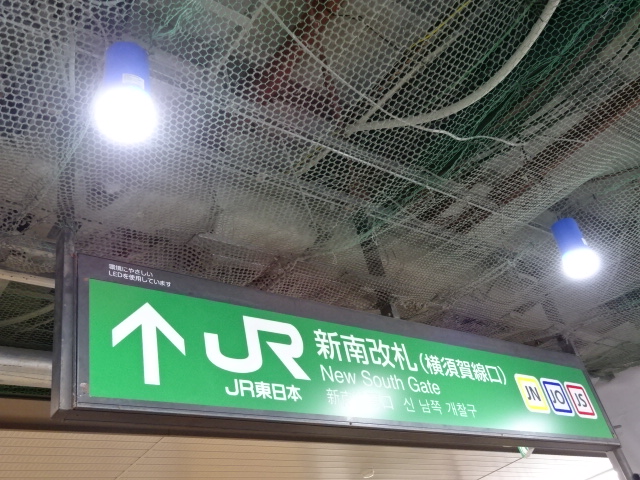 環境にやさしい
LEDを使用しています
JR
JR東日本
新南改札(横須賀線口)
New South Gate
신 남쪽 개찰구
JN JO JS